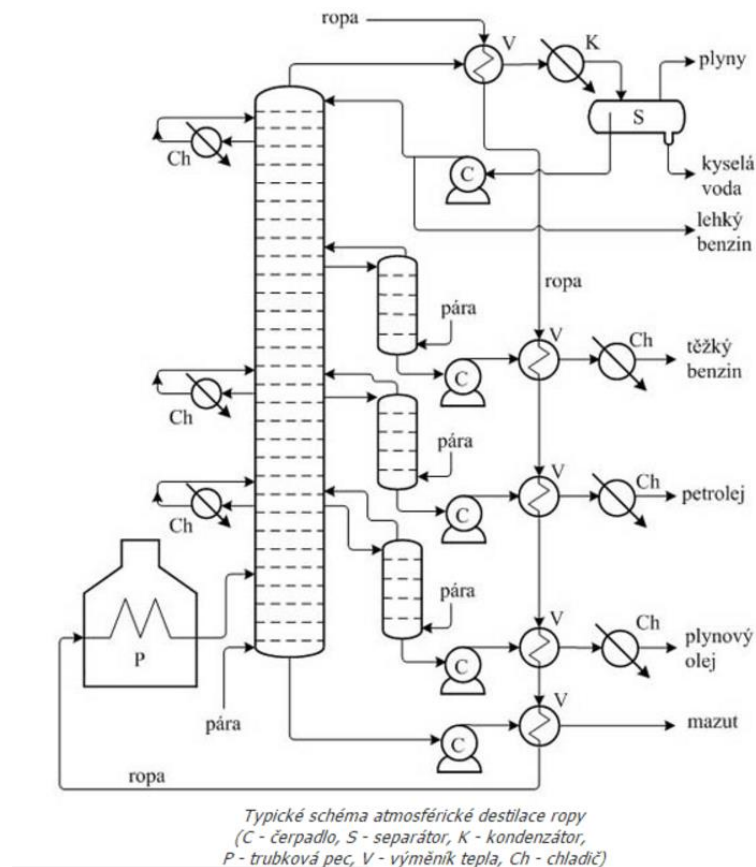 ropa
V
K
plyny
S
Ch
C
kyselá
voda
lehký
benzin
ropa
pára
V
Ch
těžký
benzin
C
Ch
pára
V
Ch
petrolej
C
Ch
pára
V
Ch
plynový
olej
P
C
V
pára
mazut
C
ropa
Typické schéma atmosférické destilace ropy
(C - čerpadlo, S - separátor, K - kondenzátor,
P - trubková pec, V - výměník tepla, Ch - chladič)